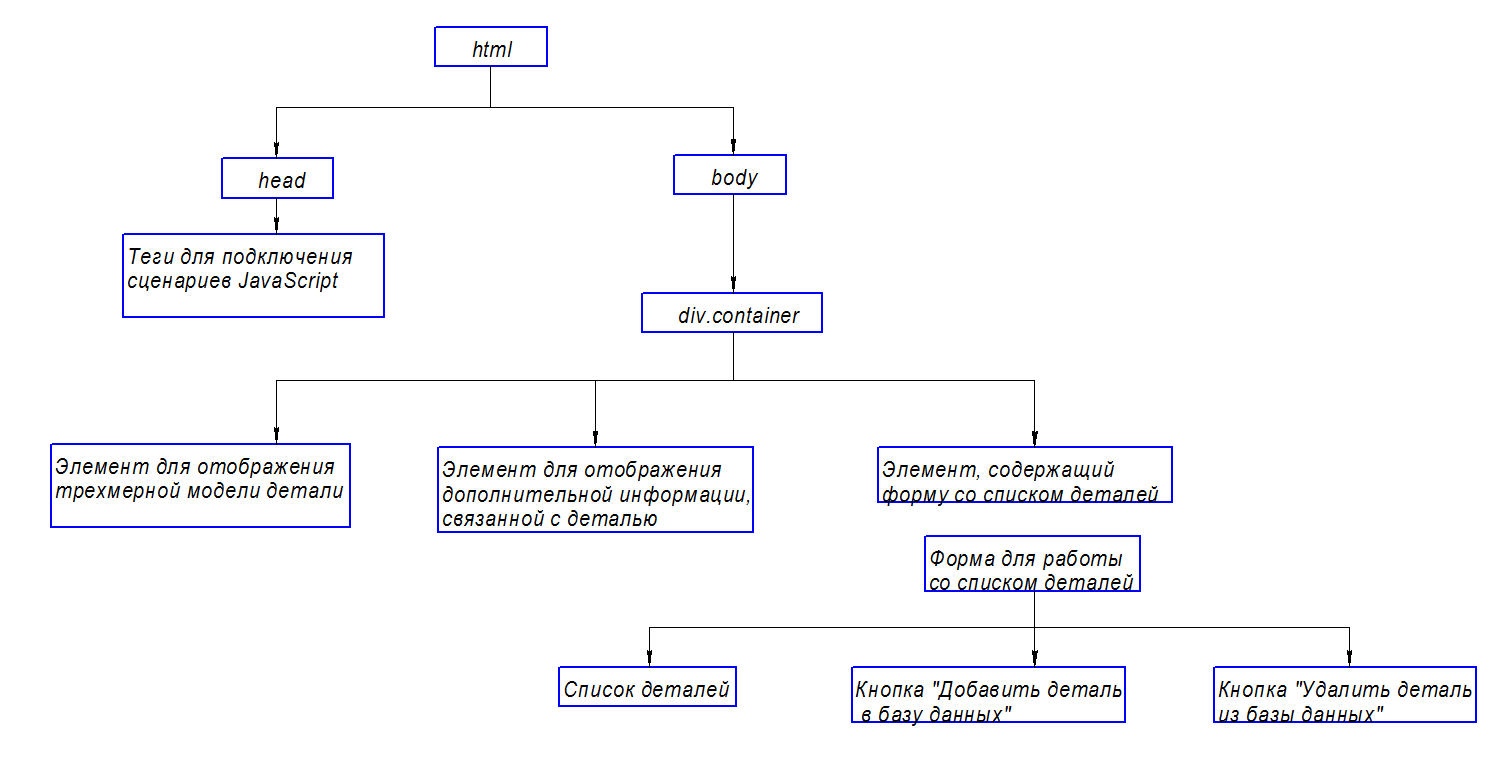 html
head
body
Теги для подключения
сценариев JavaScript
div.container
Элемент для отображения
трехмерной модели детали
Элемент для отображения
дополнительной информации,
связанной с деталью
Элемент, содержащий
форму со списком деталей
Форма для работы
со списком деталей
Список деталей
Кнопка "Добавить деталь
в базу данных"
Кнопка "Удалить деталь
из базы данных"